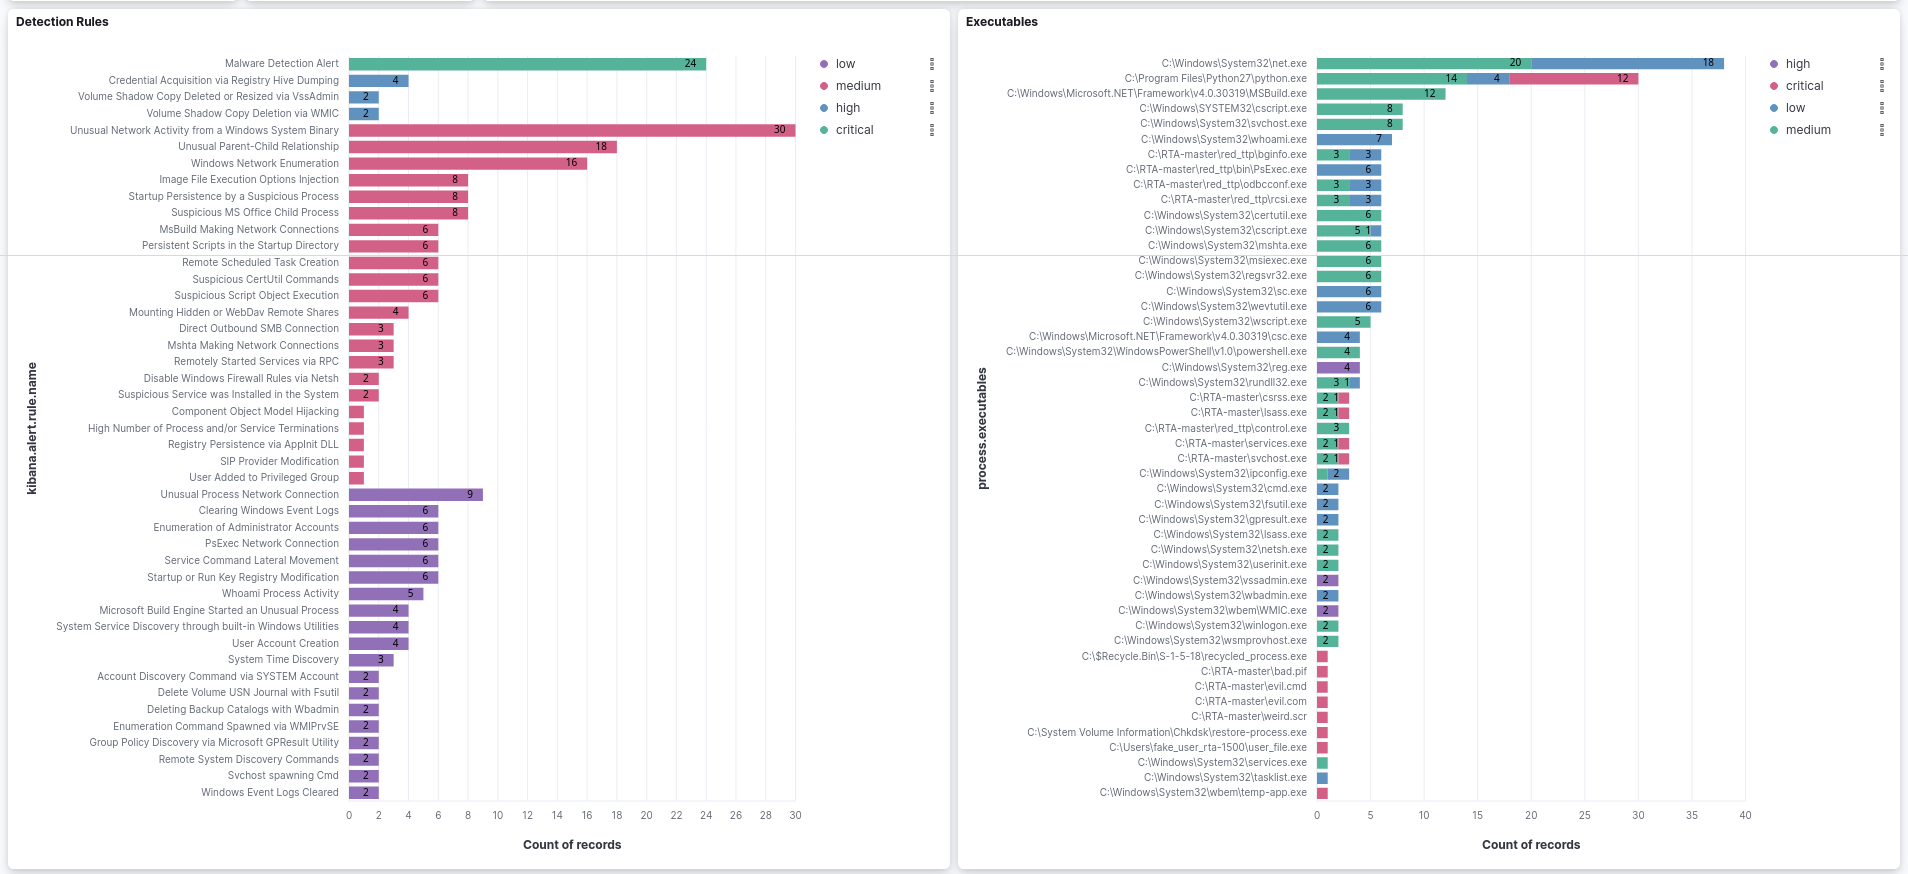 Detection Rules
kibana.alert.rule.name
Malware Detection Alert 24
Credential Acquisition via Registry Hive Dumping 4
Volume Shadow Copy Deleted or Resized via VssAdmin 2
Volume Shadow Copy Deletion via WMIC 2
Unusual Network Activity from a Windows System Binary 30
Unusual Parent-Child Relationship 18
Windows Network Enumeration 16
Image File Execution Options Injection 8
Startup Persistence by a Suspicious Process 8
Suspicious MS Office Child Process 8
MsBuild Making Network Connections 6
Persistent Scripts in the Startup Directory 6
Remote Scheduled Task Creation 6
Suspicious CertUtil Commands 6
Suspicious Script Object Execution 6
Mounting Hidden or WebDav Remote Shares 4
Direct Outbound SMB Connection 3
Mshta Making Network Connections 3
Remotely Started Services via RPC 3
Disable Windows Firewall Rules via Netsh 2
Suspicious Service was Installed in the System 2
Component Object Model Hijacking
High Number of Process and/or Service Terminations
Registry Persistence via AppInit DLL
SIP Provider Modification
User Added to Privileged Group
Unusual Process Network Connection 9
Clearing Windows Event Logs 6
Enumeration of Administrator Accounts 6
PsExec Network Connection 6
Service Command Lateral Movement 6
Startup or Run Key Registry Modification 6
Whoami Process Activity 5
Microsoft Build Engine Started an Unusual Process 4
System Service Discovery through built-in Windows Utilities 4
User Account Creation 4
System Time Discovery 3
Account Discovery Command via SYSTEM Account 2
Delete Volume USN Journal with Fsutil 2
Deleting Backup Catalogs with Wbadmin 2
Enumeration Command Spawned via WMIPrvSE 2
Group Policy Discovery via Microsoft GPResult Utility 2
Remote System Discovery Commands 2
Svchost spawning Cmd 2
Windows Event Logs Cleared 2
0 2 4 6 8 10 12 14 16 18 20 22 24 26 28 30
Count of records
low
medium
high
critical
Executables
process.executables
C:\Windows\System32\net.exe 20 18
C:\Program Files\Python27\python.exe 14 4 12
C:\Windows\Microsoft.NET\Framework\v4.0.30319\MSBuild.exe 12
C:\Windows\SYSTEM32\cscript.exe 8
C:\Windows\System32\svchost.exe 8
C:\Windows\System32\whoami.exe 7
C:\RTA-master\red_ttp\bginfo.exe 3 3
C:\RTA-master\red_ttp\bin\PsExec.exe 6
C:\RTA-master\red_ttp\odbcconf.exe 3 3
C:\RTA-master\red_ttp\rcsi.exe 3 3
C:\Windows\System32\certutil.exe 6
C:\Windows\System32\cscript.exe 5 1
C:\Windows\System32\mshta.exe 6
C:\Windows\System32\msiexec.exe 6
C:\Windows\System32\regsvr32.exe 6
C:\Windows\System32\sc.exe 6
C:\Windows\System32\wevtutil.exe 6
C:\Windows\System32\wscript.exe 5
C:\Windows\Microsoft.NET\Framework\v4.0.30319\csc.exe 4
C:\Windows\System32\WindowsPowerShell\v1.0\powershell.exe 4
C:\Windows\System32\reg.exe 4
C:\Windows\System32\rundll32.exe 3 1
C:\RTA-master\csrss.exe 2 1
C:\RTA-master\lsass.exe 2 1
C:\RTA-master\red_ttp\control.exe 3
C:\RTA-master\services.exe 2 1
C:\RTA-master\svchost.exe 2 1
C:\Windows\System32\ipconfig.exe 2
C:\Windows\System32\cmd.exe 2
C:\Windows\System32\fsutil.exe 2
C:\Windows\System32\gpresult.exe 2
C:\Windows\System32\lsass.exe 2
C:\Windows\System32\netsh.exe 2
C:\Windows\System32\userinit.exe 2
C:\Windows\System32\vssadmin.exe 2
C:\Windows\System32\wbadmin.exe 2
C:\Windows\System32\wbem\WMIC.exe 2
C:\Windows\System32\winlogon.exe 2
C:\Windows\System32\wsmprovhost.exe 2
C:\$Recycle.Bin\S-1-5-18\recycled_process.exe
C:\RTA-master\bad.pif
C:\RTA-master\evil.cmd
C:\RTA-master\evil.com
C:\RTA-master\weird.scr
C:\System Volume Information\Chkdsk\restore-process.exe
C:\Users\fake_user_rta-1500\user_file.exe
C:\Windows\System32\services.exe
C:\Windows\System32\tasklist.exe
C:\Windows\System32\wbem\temp-app.exe
0 5 10 15 20 25 30 35 40
Count of records
high
critical
low
medium